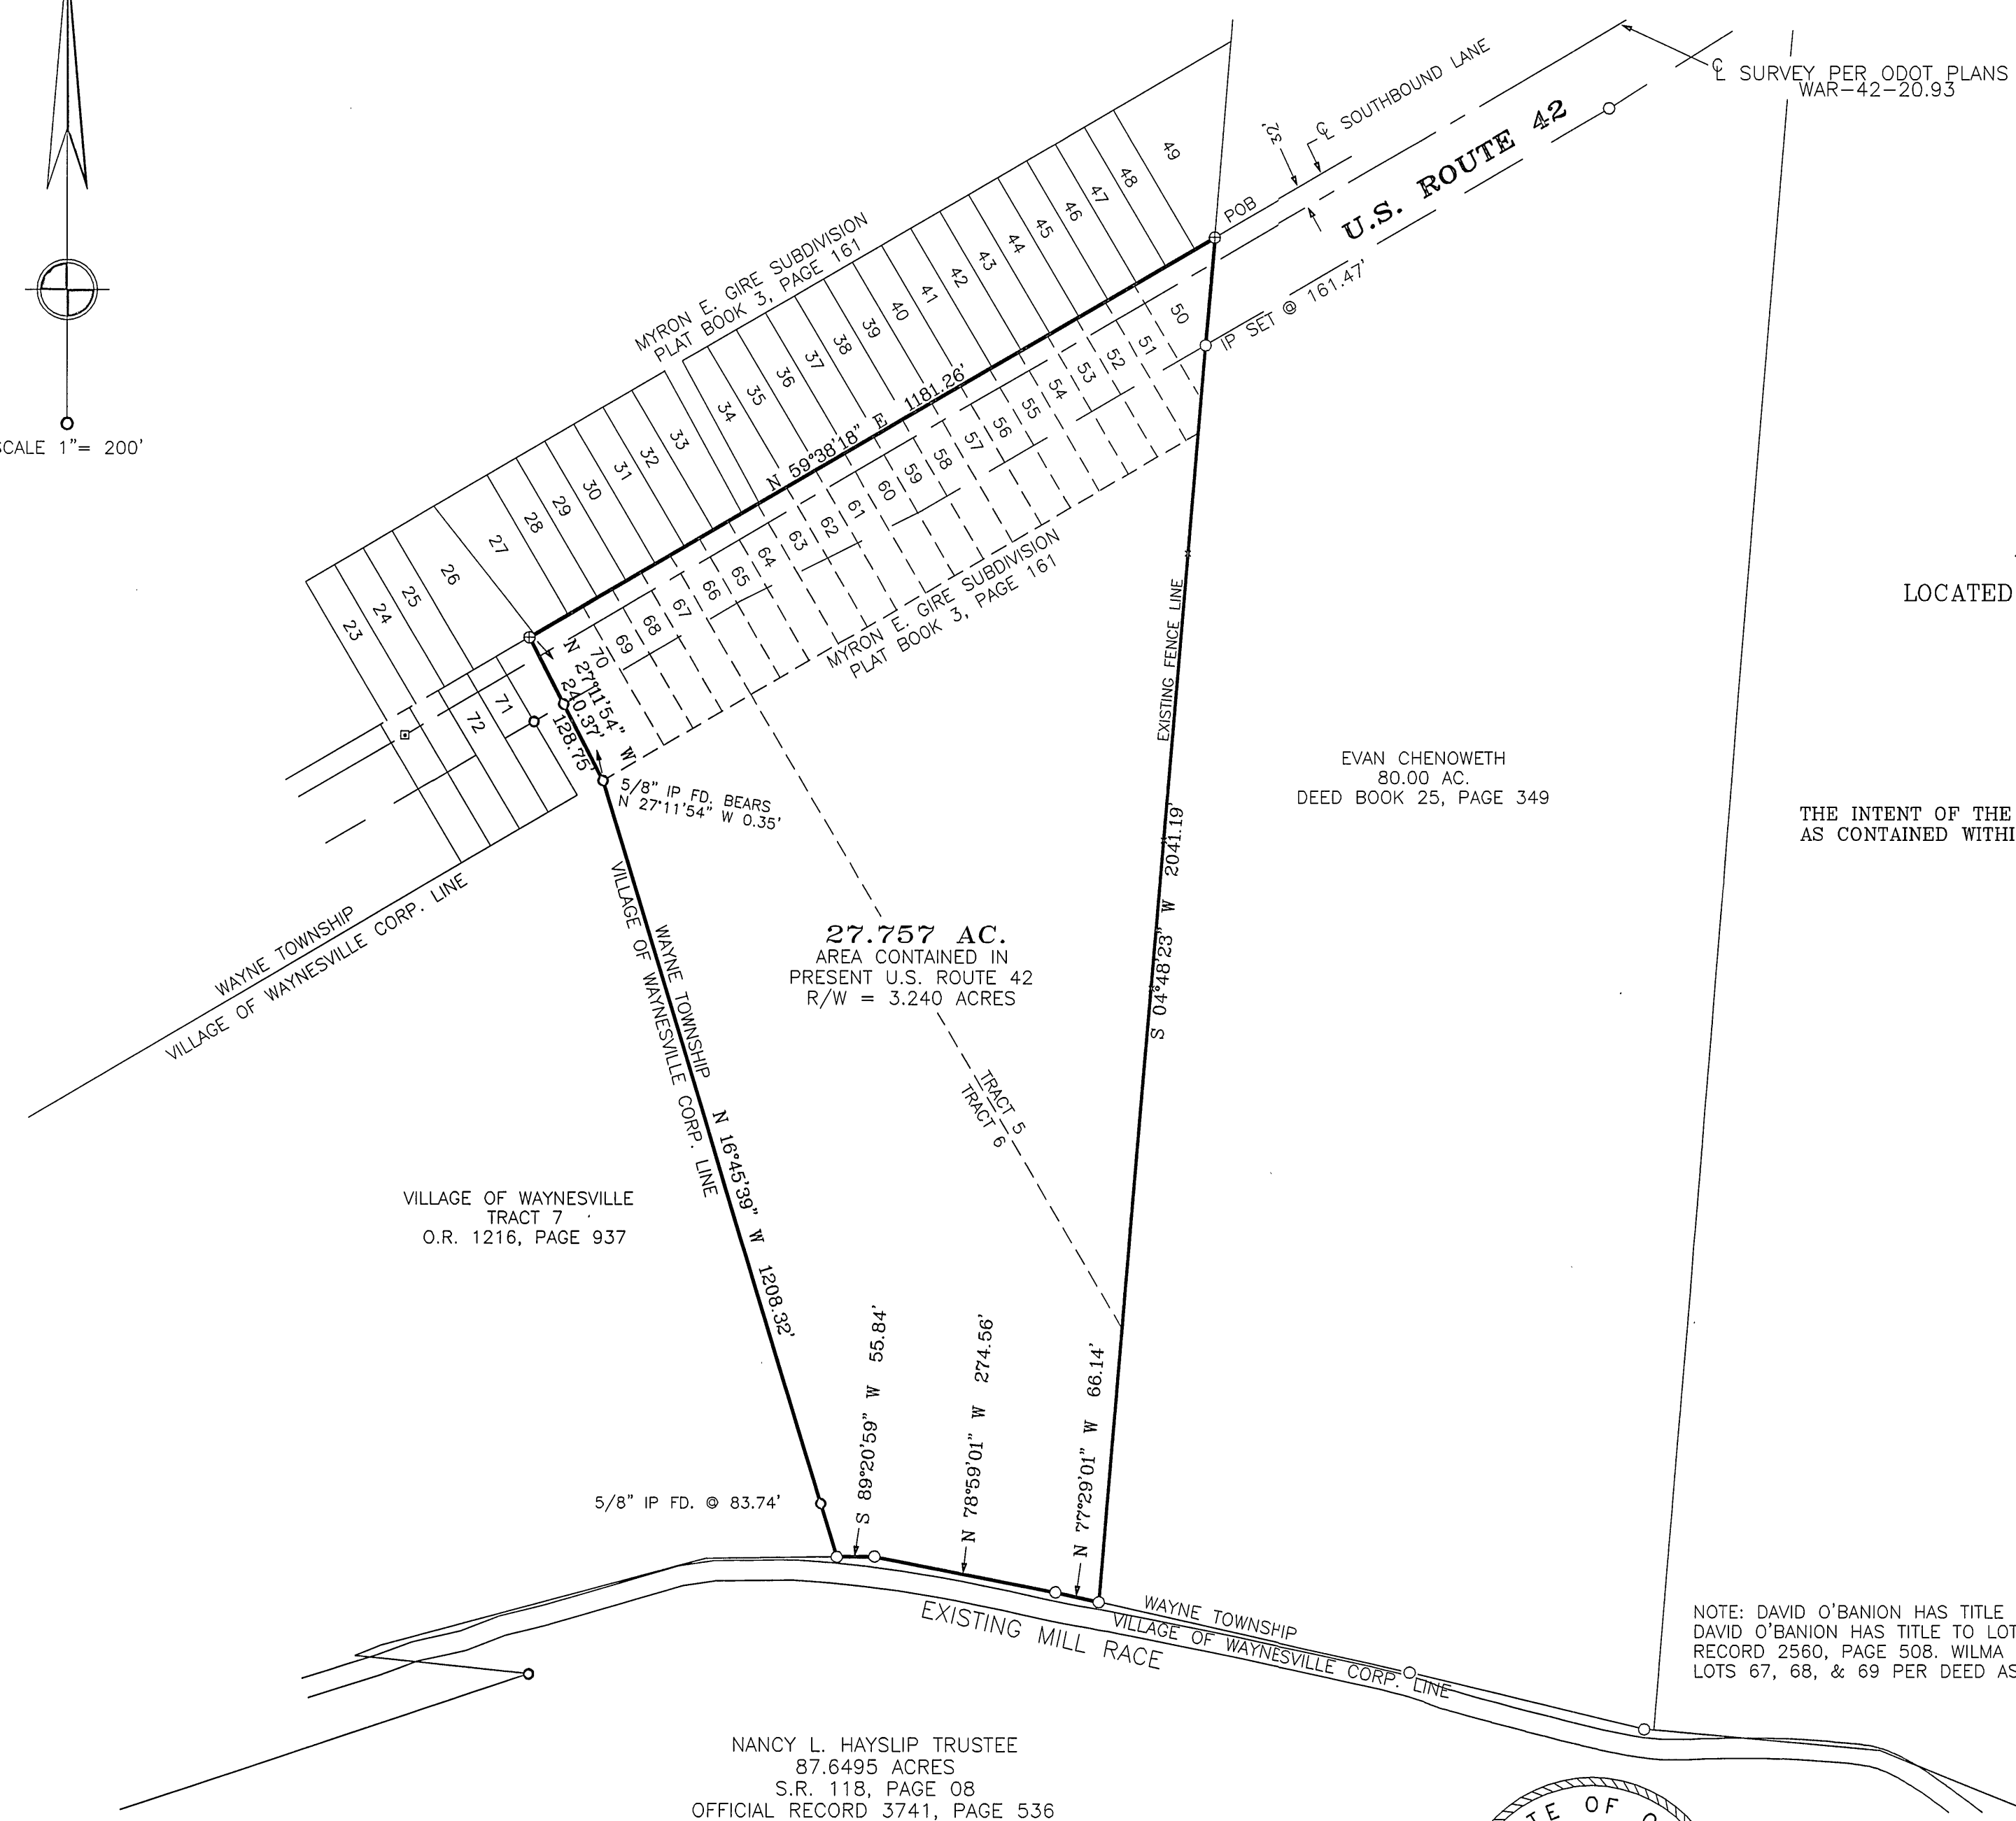 SCALE 1"= 200'
℄ SURVEY PER ODOT PLANS
WAR-42-20.93
℄ SOUTHBOUND LANE
32'
U.S. ROUTE 42
POB
IP SET @ 161.47'
MYRON E. GIRE SUBDIVISION
PLAT BOOK 3, PAGE 161
23
24
25
26
27
28
29
30
31
32
33
34
35
36
37
38
39
40
41
42
43
44
45
46
47
48
49
N 59°38'18" E 1181.26'
50
51
52
53
54
55
56
57
58
59
60
61
62
63
64
65
66
67
68
69
70
71
72
MYRON E. GIRE SUBDIVISION
PLAT BOOK 3, PAGE 161
N 27°11'54" W
240.37'
128.75'
5/8" IP FD. BEARS
N 27°11'54" W 0.35'
EXISTING FENCE LINE
S 04°48'23" W 2041.19'
LOCATED
EVAN CHENOWETH
80.00 AC.
DEED BOOK 25, PAGE 349
THE INTENT OF THE
AS CONTAINED WITHI
WAYNE TOWNSHIP
VILLAGE OF WAYNESVILLE CORP. LINE
27.757 AC.
AREA CONTAINED IN
PRESENT U.S. ROUTE 42
R/W = 3.240 ACRES
WAYNE TOWNSHIP
VILLAGE OF WAYNESVILLE CORP. LINE
N 16°45'39" W 1208.32'
TRACT 5
TRACT 6
VILLAGE OF WAYNESVILLE
TRACT 7
O.R. 1216, PAGE 937
5/8" IP FD. @ 83.74'
S 89°20'59" W 55.84'
N 78°59'01" W 274.56'
N 77°29'01" W 66.14'
WAYNE TOWNSHIP
VILLAGE OF WAYNESVILLE CORP. LINE
EXISTING MILL RACE
NOTE: DAVID O'BANION HAS TITLE
DAVID O'BANION HAS TITLE TO LOT
RECORD 2560, PAGE 508. WILMA
LOTS 67, 68, & 69 PER DEED AS
NANCY L. HAYSLIP TRUSTEE
87.6495 ACRES
S.R. 118, PAGE 08
OFFICIAL RECORD 3741, PAGE 536
TE OF O